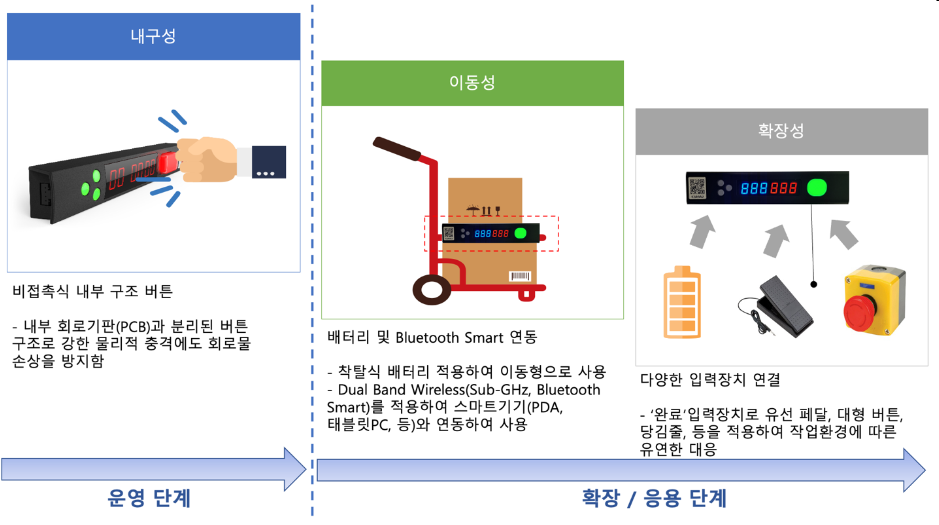 내구성
비접촉식 내부 구조 버튼
- 내부 회로기판(PCB)과 분리된 버튼
구조로 강한 물리적 충격에도 회로물
손상을 방지함
이동성
888 888
배터리 및 Bluetooth Smart 연동
- 착탈식 배터리 적용하여 이동형으로 사용
- Dual Band Wireless(Sub-GHz, Bluetooth
Smart)를 적용하여 스마트기기(PDA,
태블릿PC, 등)와 연동하여 사용
확장성
888 888
다양한 입력장치 연결
- ‘완료’입력장치로 유선 페달, 대형 버튼,
당김줄, 등을 적용하여 작업환경에 따른
유연한 대응
운영 단계
확장 / 응용 단계